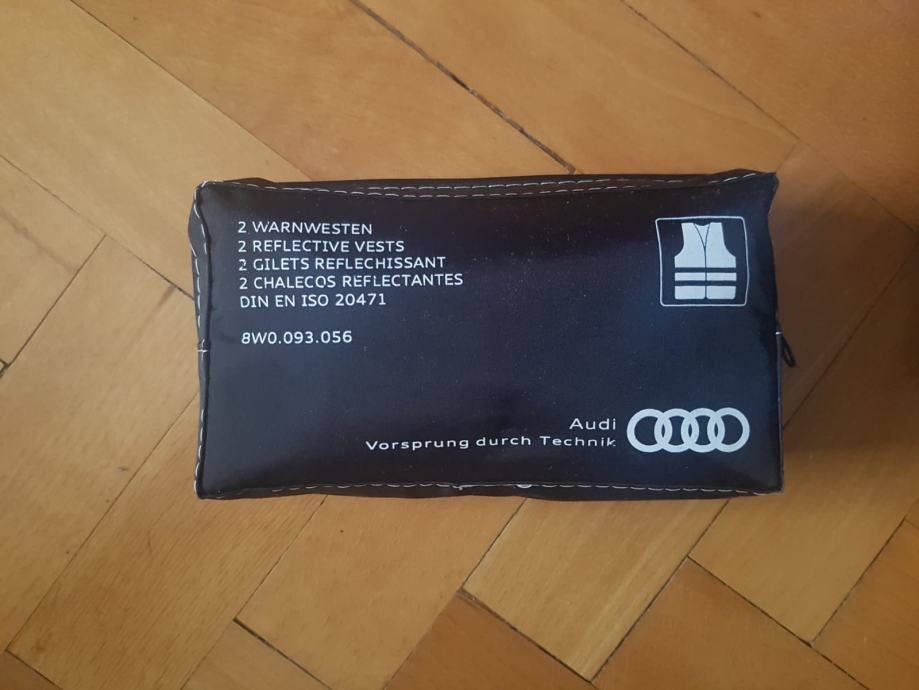 2 WARNWESTEN
2 REFLECTIVE VESTS
2 GILETS REFLECHISSANT
2 CHALECOS REFLECTANTES
DIN EN ISO 20471
8W0.093.056
Audi
Vorsprung durch Technik